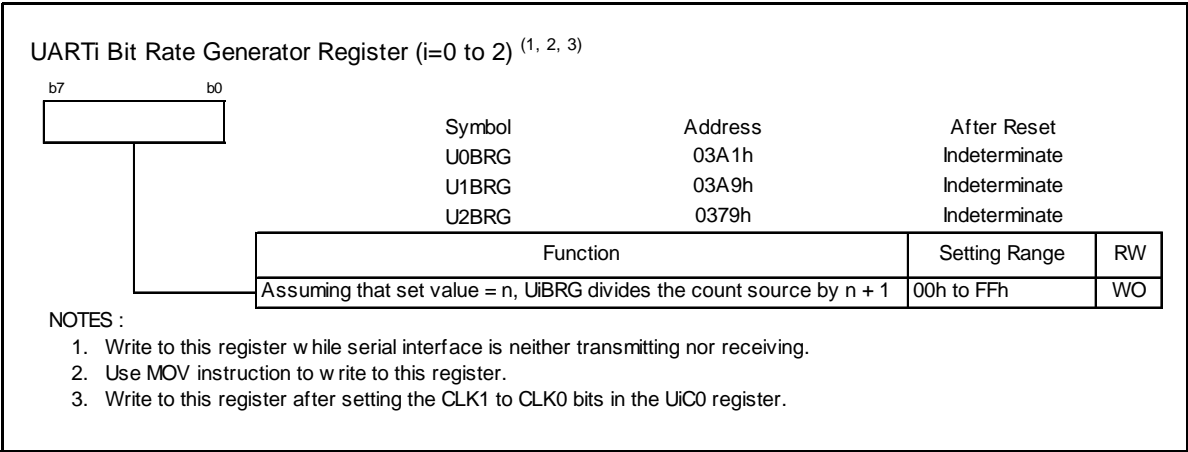 UARTi Bit Rate Generator Register (i=0 to 2) (1, 2, 3)
b7 b0
Symbol Address After Reset
U0BRG 03A1h Indeterminate
U1BRG 03A9h Indeterminate
U2BRG 0379h Indeterminate
Function Setting Range RW
Assuming that set value = n, UiBRG divides the count source by n + 1 00h to FFh WO
NOTES :
1. Write to this register while serial interface is neither transmitting nor receiving.
2. Use MOV instruction to write to this register.
3. Write to this register after setting the CLK1 to CLK0 bits in the UiC0 register.